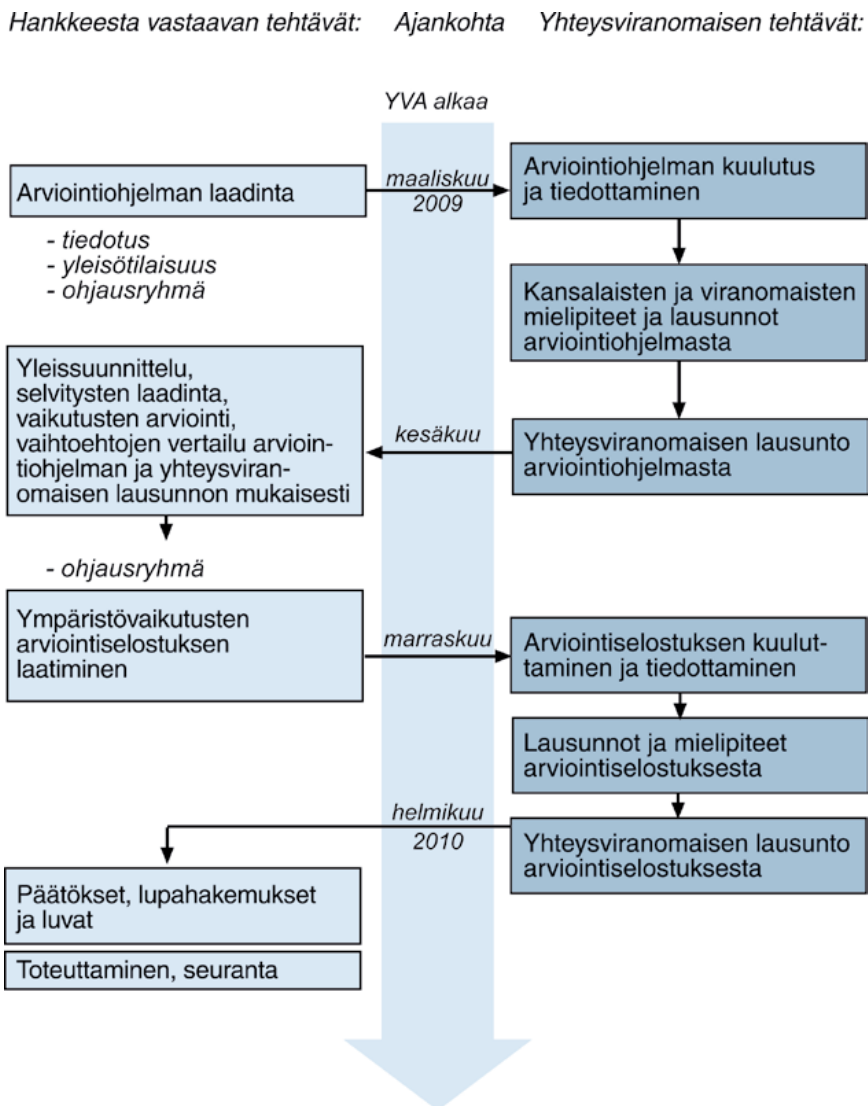 Hankkeesta vastaavan tehtävät:
Ajankohta
Yhteysviranomaisen tehtävät:
YVA alkaa
Arviointiohjelman laadinta
maaliskuu
2009
Arviointiohjelman kuulutus
ja tiedottaminen
- tiedotus
- yleisötilaisuus
- ohjausryhmä
Kansalaisten ja viranomaisten
mielipiteet ja lausunnot
arviointiohjelmasta
Yleissuunnittelu,
selvitysten laadinta,
vaikutusten arviointi,
vaihtoehtojen vertailu arvioin-
tiohjelman ja yhteysviran-
omaisen lausunnon mukaisesti
kesäkuu
Yhteysviranomaisen lausunto
arviointiohjelmasta
- ohjausryhmä
Ympäristövaikutusten
arviointiselostuksen
laatiminen
marraskuu
Arviointiselostuksen kuulut-
taminen ja tiedottaminen
Lausunnot ja mielipiteet
arviointiselostuksesta
helmikuu
2010
Yhteysviranomaisen lausunto
arviointiselostuksesta
Päätökset, lupahakemukset
ja luvat
Toteuttaminen, seuranta